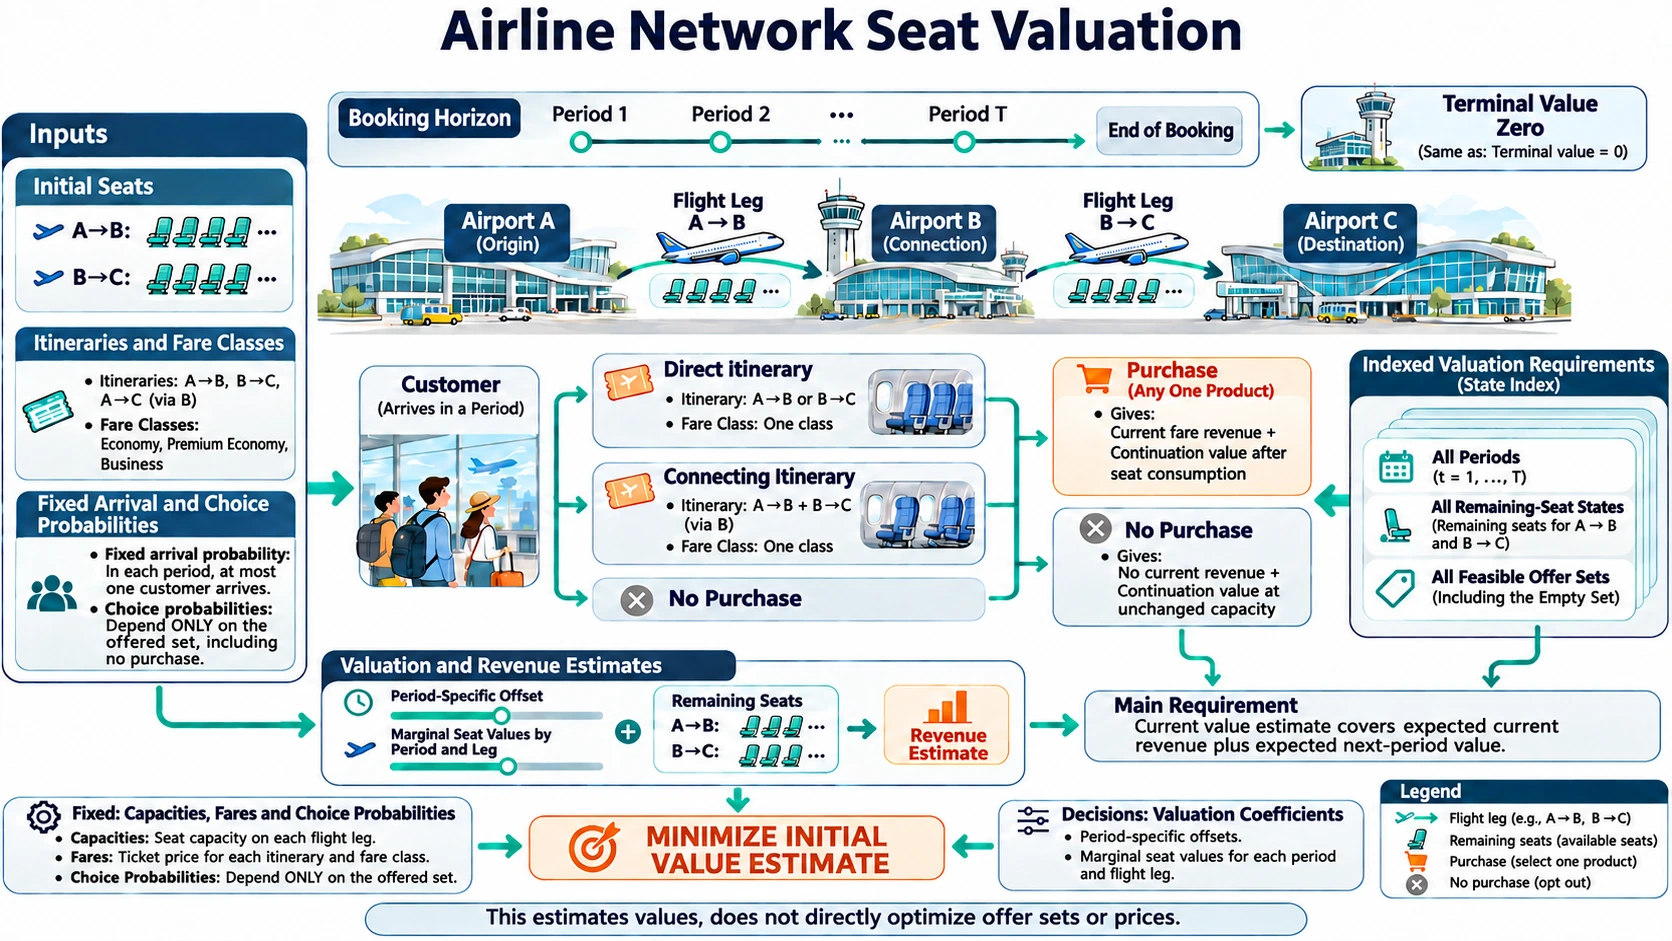 Airline Network Seat Valuation
Inputs
Initial Seats
A→B: ...
B→C: ...
Itineraries and Fare Classes
• Itineraries: A→B, B→C,
A→C (via B)
• Fare Classes:
Economy, Premium Economy,
Business
Fixed Arrival and Choice
Probabilities
• Fixed arrival probability:
In each period, at most
one customer arrives.
• Choice probabilities:
Depend ONLY on the
offered set, including
no purchase.
Booking Horizon
Period 1
Period 2
...
...
Period T
End of Booking
Terminal Value
Zero
(Same as: Terminal value = 0)
Airport A
(Origin)
Flight Leg
A→B
...
Airport B
(Connection)
Flight Leg
B→C
...
Airport C
(Destination)
Customer
(Arrives in a Period)
Direct itinerary
• Itinerary: A→B or B→C
• Fare Class: One class
Connecting Itinerary
• Itinerary: A→B + B→C
(via B)
• Fare Class: One class
No Purchase
Purchase
(Any One Product)
• Gives:
Current fare revenue +
Continuation value after
seat consumption
No Purchase
• Gives:
No current revenue +
Continuation value at
unchanged capacity
Indexed Valuation Requirements
(State Index)
All Periods
(t = 1, ..., T)
All Remaining-Seat States
(Remaining seats for A → B
and B → C)
All Feasible Offer Sets
(Including the Empty Set)
Valuation and Revenue Estimates
Period-Specific Offset
Marginal Seat Values by
Period and Leg
Remaining Seats
A→B: ...
B→C: ...
Revenue
Estimate
Main Requirement
Current value estimate covers expected current
revenue plus expected next-period value.
Fixed: Capacities, Fares and Choice Probabilities
• Capacities: Seat capacity on each flight leg.
• Fares: Ticket price for each itinerary and fare class.
• Choice Probabilities: Depend ONLY on the offered set.
MINIMIZE INITIAL
VALUE ESTIMATE
Decisions: Valuation Coefficients
• Period-specific offsets.
• Marginal seat values for each period
and flight leg.
Legend
Flight leg (e.g., A→B, B→C)
Remaining seats (available seats)
Purchase (select one product)
No purchase (opt out)
This estimates values, does not directly optimize offer sets or prices.